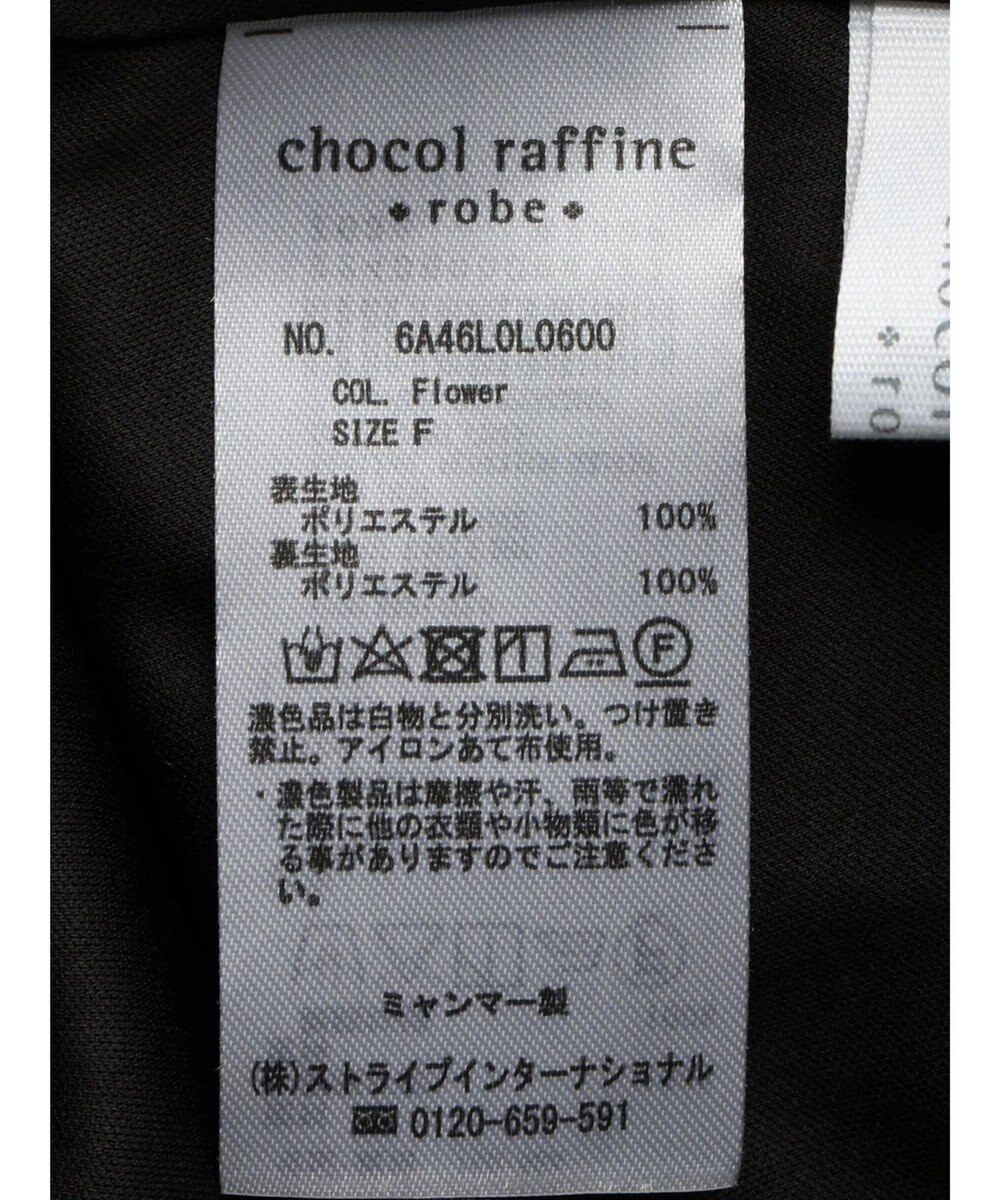 chocol raffine
robe
NO. 6A46L0L0600
COL. Flower
SIZE F
表生地
ポリエステル 100%
裏生地
ポリエステル 100%
F
濃色品は白物と分別洗い。つけ置き
禁止。アイロンあて布使用。
・濃色製品は摩擦や汗、雨等で濡れ
た際に他の衣類や小物類に色が移
る事がありますのでご注意くださ
い。
ミャンマー製
(株)ストライプインターナショナル
0120-659-591